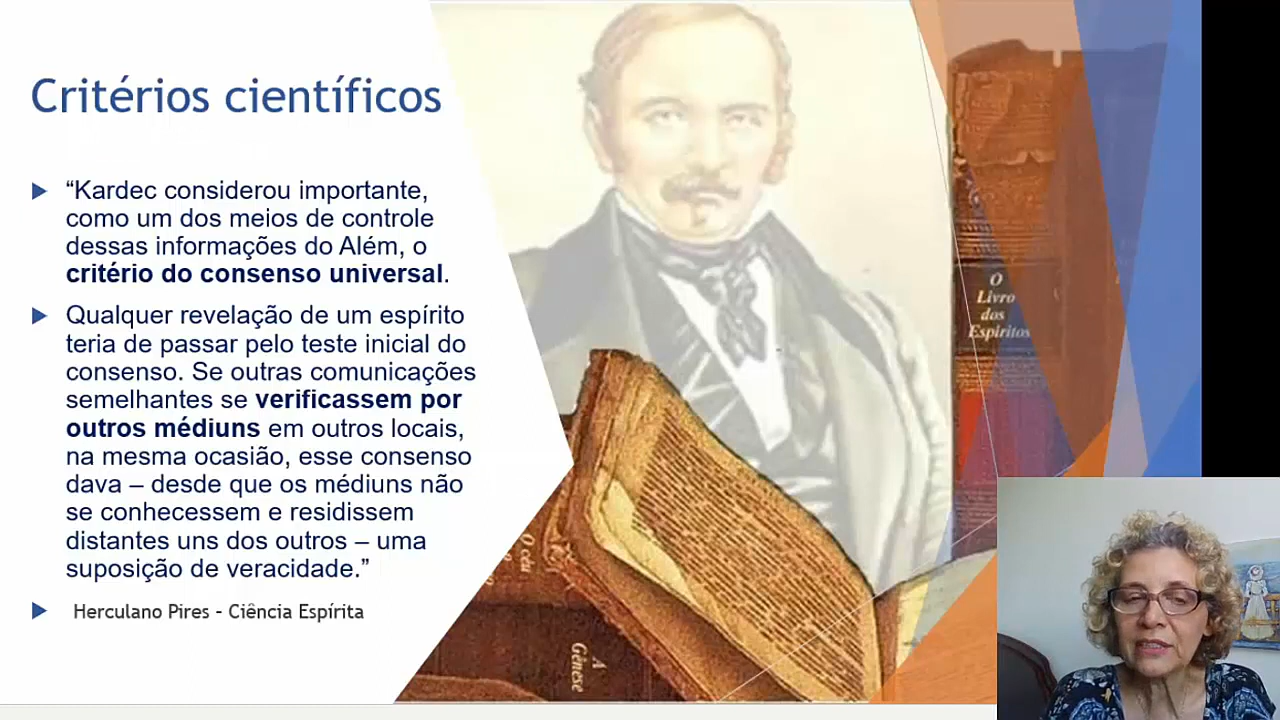 Critérios científicos
“Kardec considerou importante,
como um dos meios de controle
dessas informações do Além, o
critério do consenso universal.
Qualquer revelação de um espírito
teria de passar pelo teste inicial do
consenso. Se outras comunicações
semelhantes se verificassem por
outros médiuns em outros locais,
na mesma ocasião, esse consenso
dava – desde que os médiuns não
se conhecessem e residissem
distantes uns dos outros – uma
suposição de veracidade.”
Herculano Pires – Ciência Espírita
O
Livro
dos
Espíritos
O céu
A
Gênese